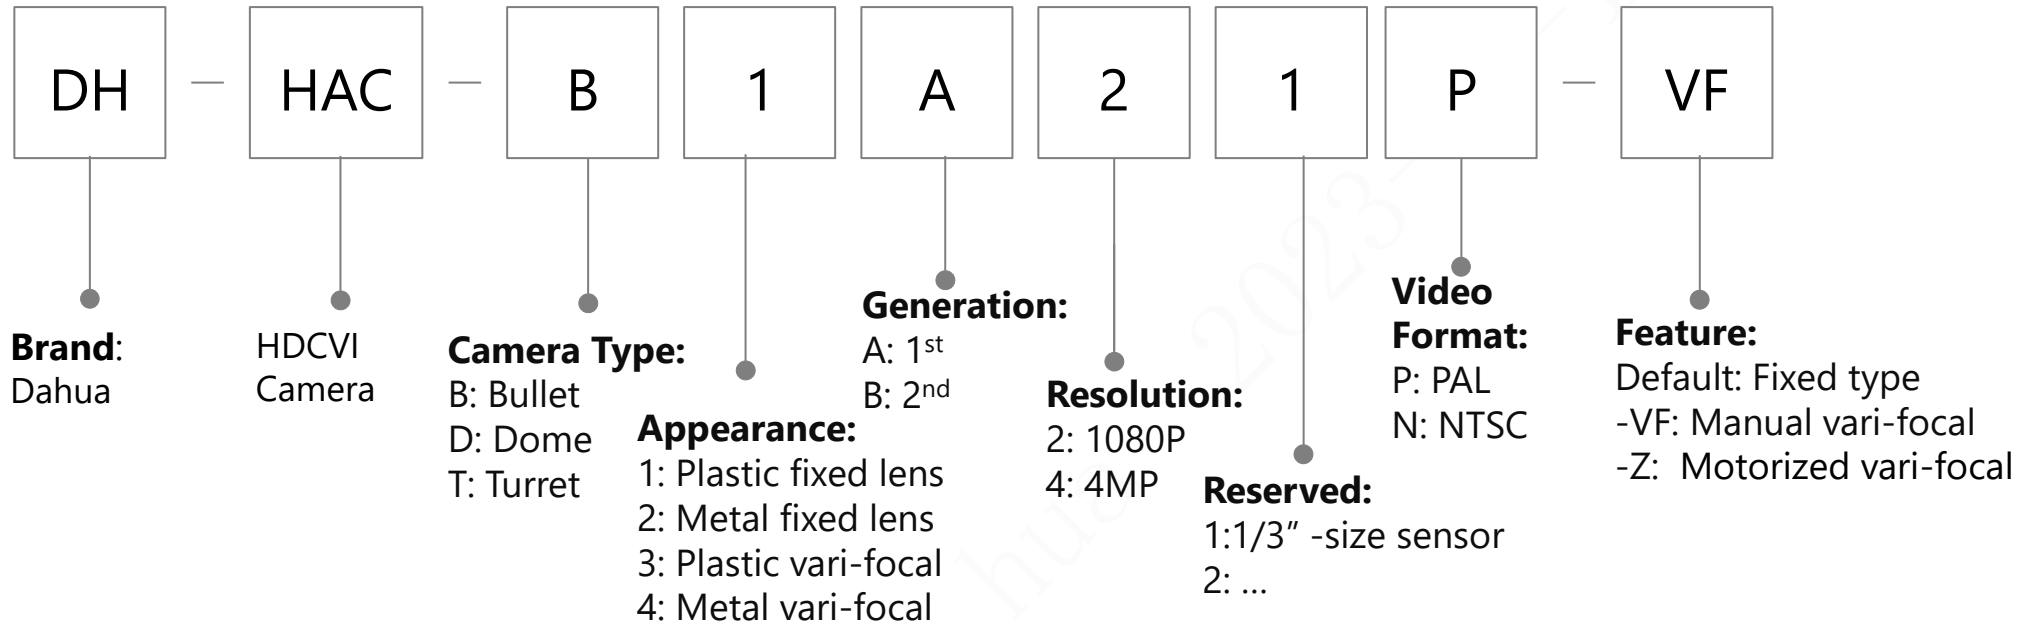 DH – HAC – B 1 A 2 1 P – VF
Brand:
Dahua
HDCVI
Camera
Camera Type:
B: Bullet
D: Dome
T: Turret
Appearance:
1: Plastic fixed lens
2: Metal fixed lens
3: Plastic vari-focal
4: Metal vari-focal
Generation:
A: 1st
B: 2nd
Resolution:
2: 1080P
4: 4MP
Reserved:
1:1/3” -size sensor
2: ...
Video
Format:
P: PAL
N: NTSC
Feature:
Default: Fixed type
-VF: Manual vari-focal
-Z: Motorized vari-focal